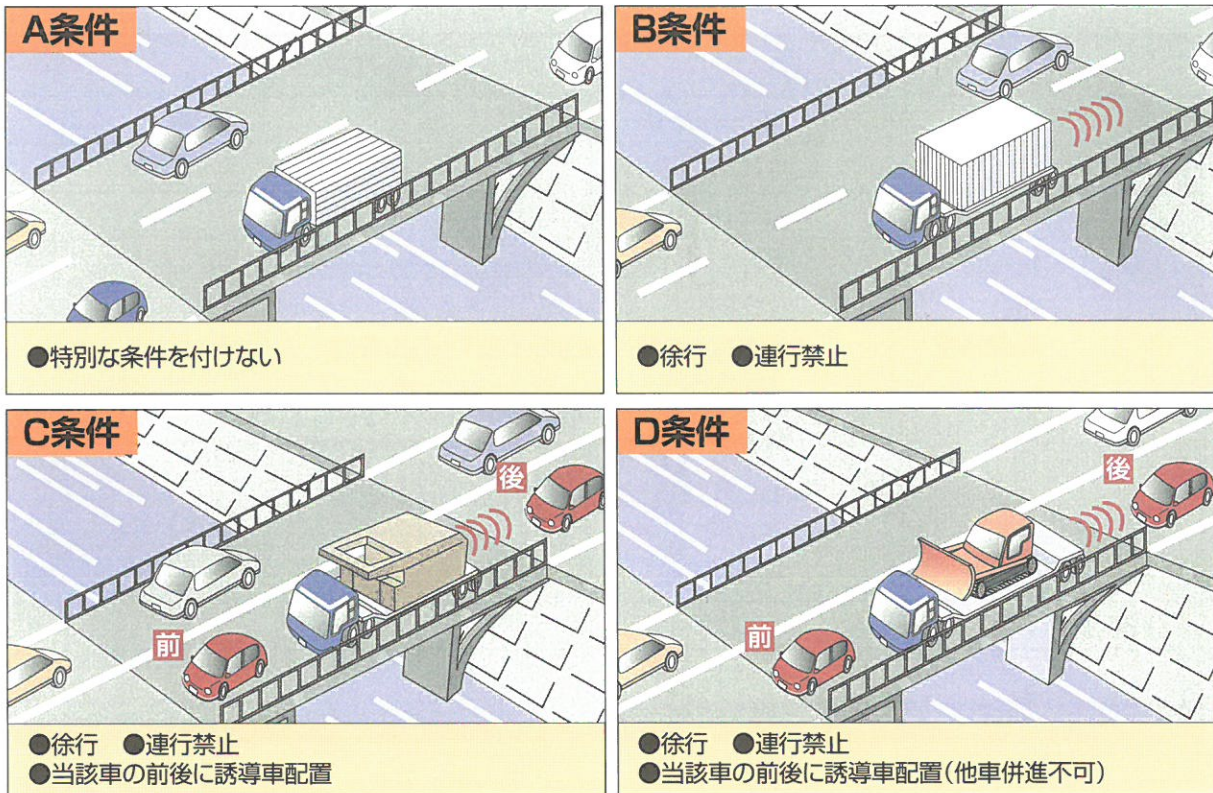 A条件
●特別な条件を付けない
B条件
●徐行 ●連行禁止
C条件
後
前
●徐行 ●連行禁止
●当該車の前後に誘導車配置
D条件
後
前
●徐行 ●連行禁止
●当該車の前後に誘導車配置(他車併進不可)